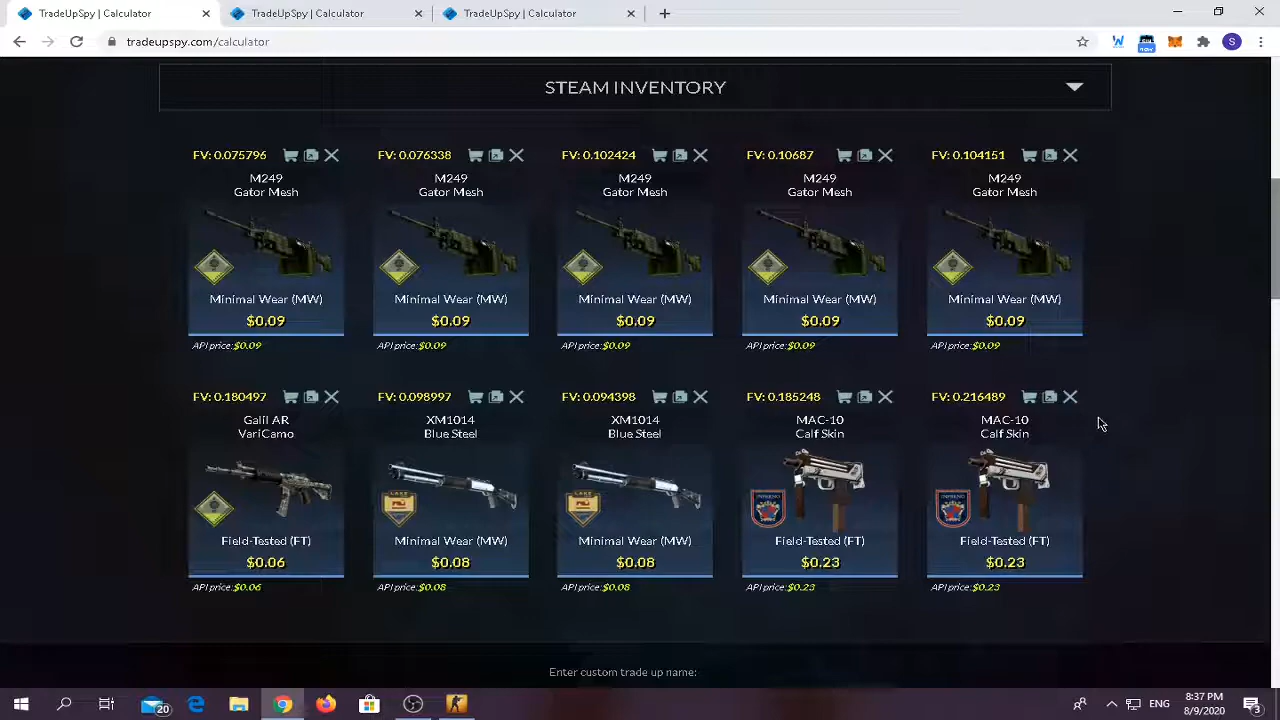 TradeUpSpy | Calculator
TradeUpSpy | Calculator
TradeUpSpy | Calculator
tradeupspy.com/calculator
S
STEAM INVENTORY
FV: 0.075796
FV: 0.076338
FV: 0.102424
FV: 0.10687
FV: 0.104151
M249
Gator Mesh
M249
Gator Mesh
M249
Gator Mesh
M249
Gator Mesh
M249
Gator Mesh
Minimal Wear (MW)
Minimal Wear (MW)
Minimal Wear (MW)
Minimal Wear (MW)
Minimal Wear (MW)
$0.09
$0.09
$0.09
$0.09
$0.09
API price:$0.09
API price:$0.09
API price:$0.09
API price:$0.09
API price:$0.09
FV: 0.180497
FV: 0.098997
FV: 0.094398
FV: 0.185248
FV: 0.216489
Galil AR
VariCamo
XM1014
Blue Steel
XM1014
Blue Steel
MAC-10
Calf Skin
MAC-10
Calf Skin
INFERNO
INFERNO
Field-Tested (FT)
Minimal Wear (MW)
Minimal Wear (MW)
Field-Tested (FT)
Field-Tested (FT)
$0.06
$0.08
$0.08
$0.23
$0.23
API price:$0.06
API price:$0.08
API price:$0.08
API price:$0.23
API price:$0.23
Enter custom trade up name:
20
ENG
8:37 PM
8/9/2020
3